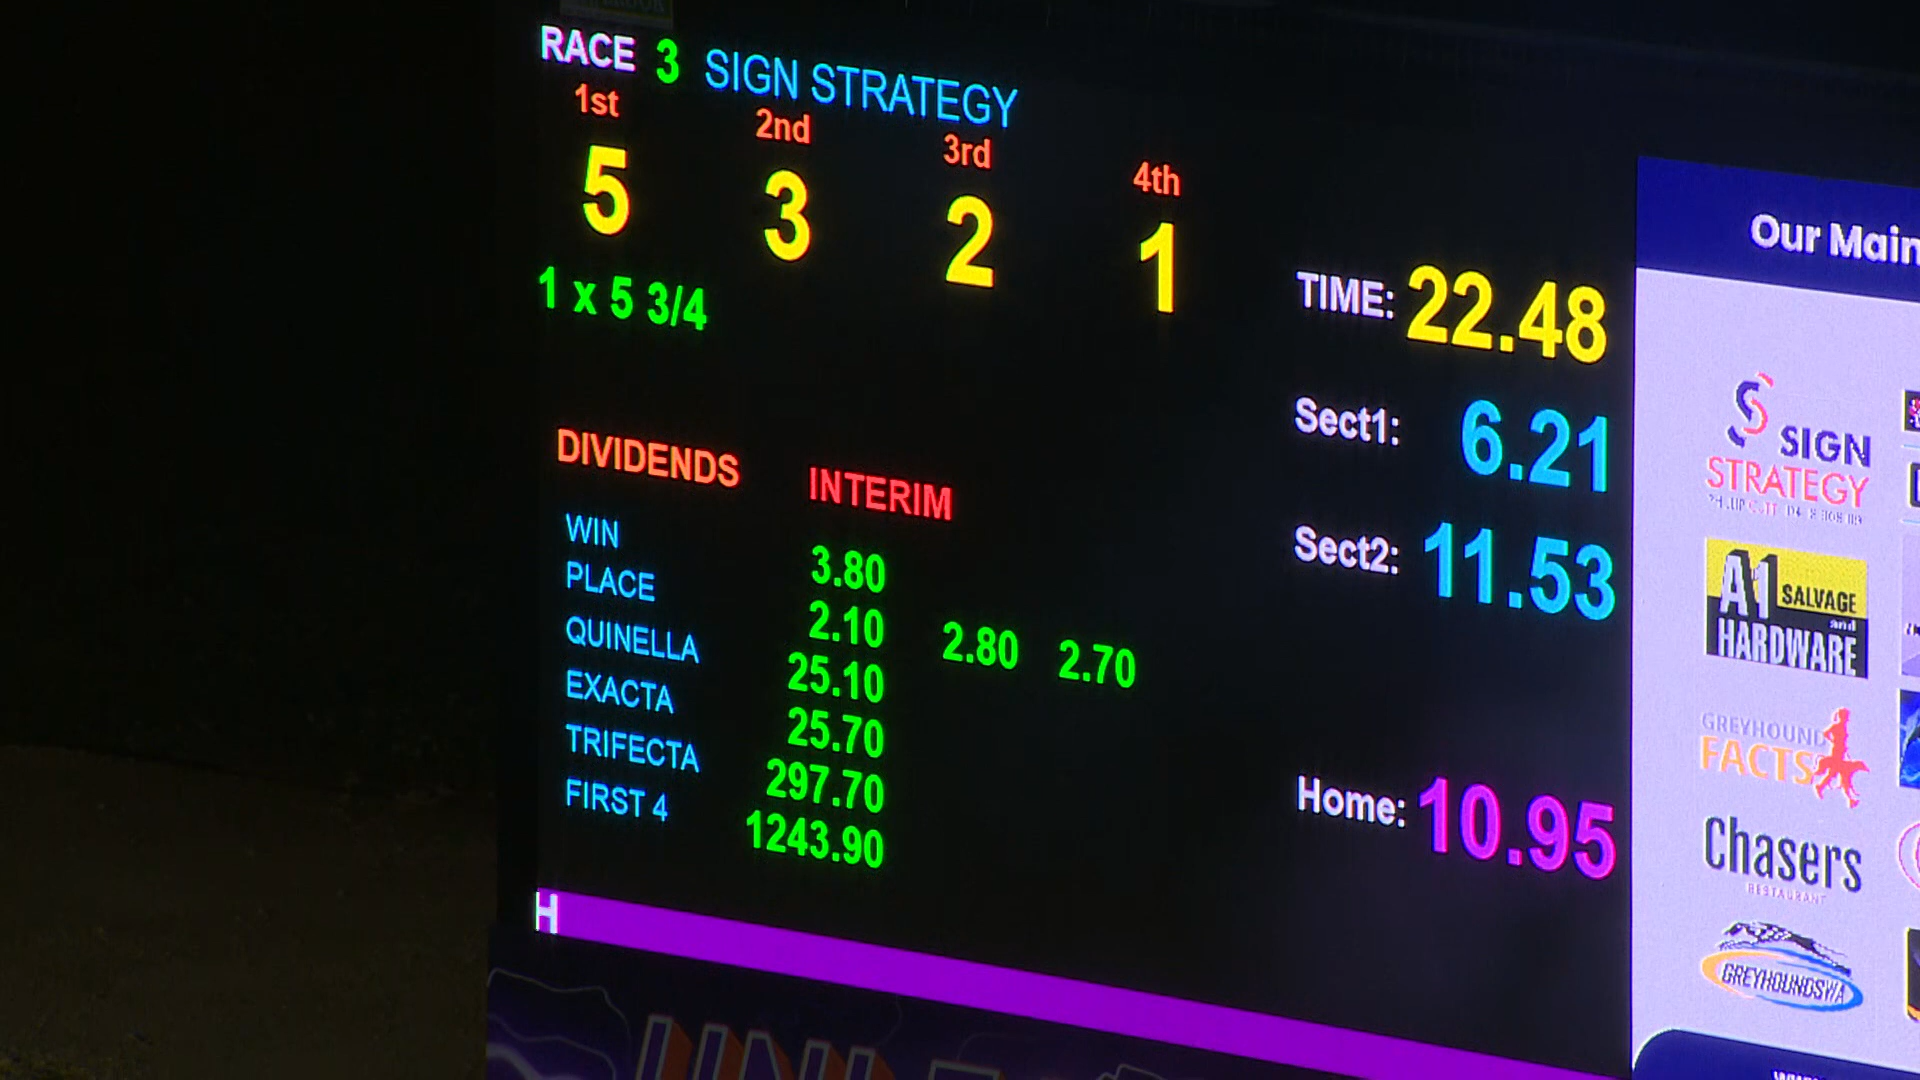 RACE 3 SIGN STRATEGY
1st 2nd 3rd 4th
5 3 2 1
1 x 5 3/4
TIME: 22.48
Sect1: 6.21
Sect2: 11.53
Home: 10.95
DIVIDENDS INTERIM
WIN 3.80
PLACE 2.10 2.80 2.70
QUINELLA 25.10
EXACTA 25.70
TRIFECTA 297.70
FIRST 4 1243.90
H
Our Main
SIGN
STRATEGY
A1 SALVAGE
and
HARDWARE
GREYHOUND
FACTS
Chasers
RESTAURANT
GREYHOUNDSWA